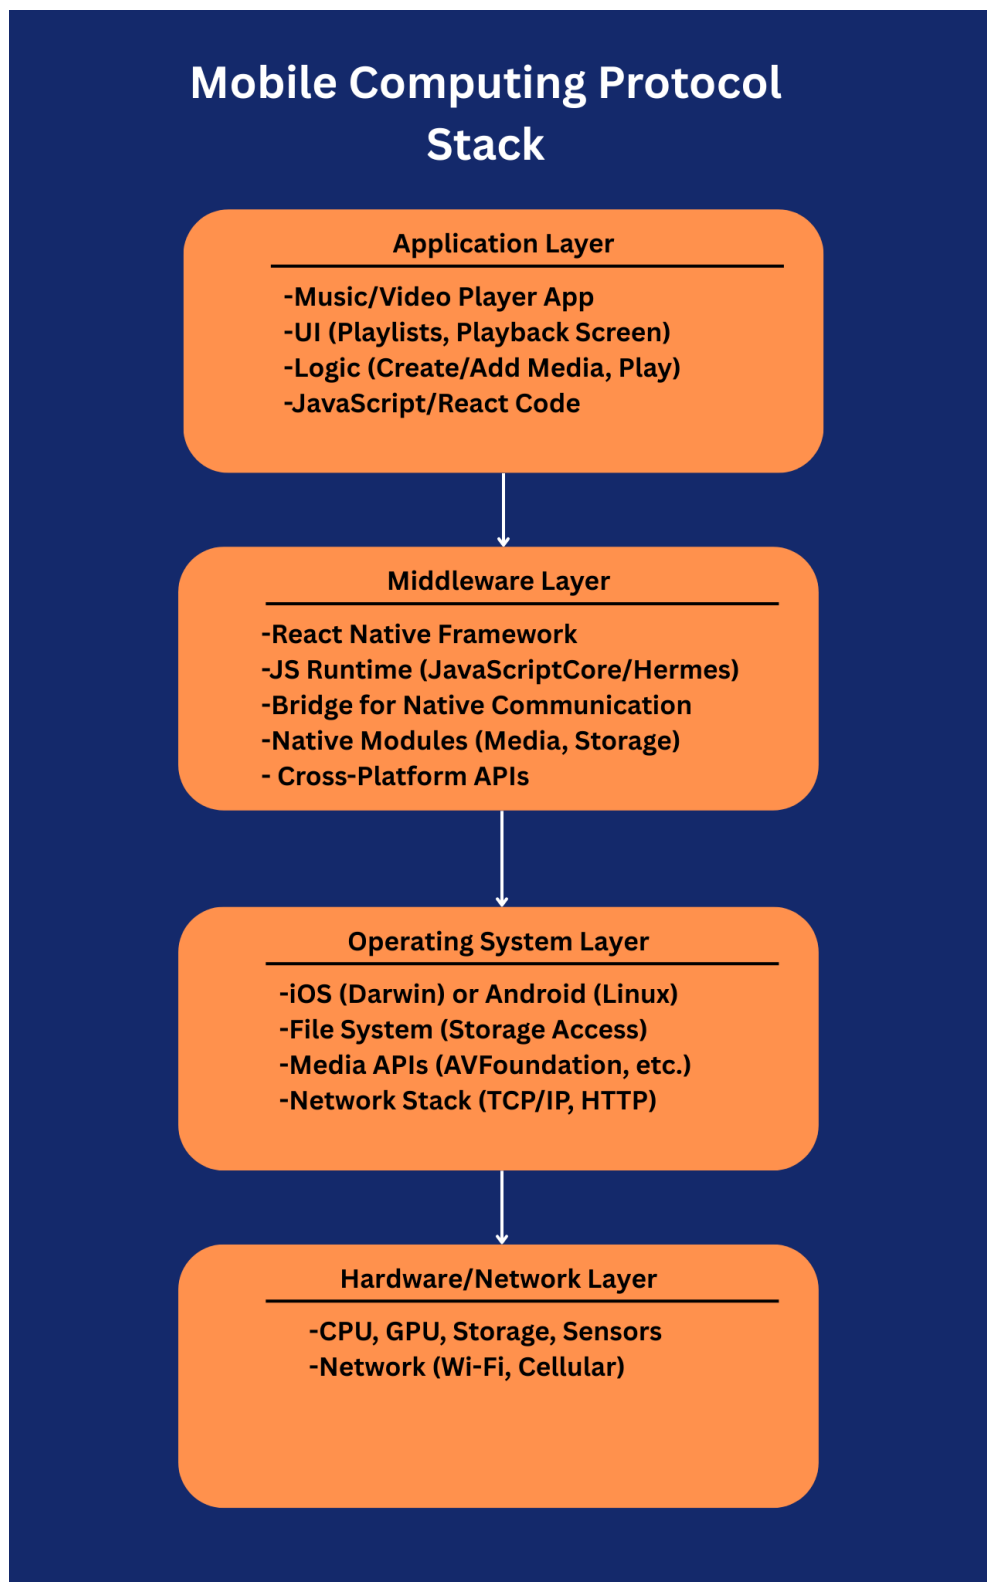 Mobile Computing Protocol
Stack
Application Layer
-Music/Video Player App
-UI (Playlists, Playback Screen)
-Logic (Create/Add Media, Play)
-JavaScript/React Code
Middleware Layer
-React Native Framework
-JS Runtime (JavaScriptCore/Hermes)
-Bridge for Native Communication
-Native Modules (Media, Storage)
- Cross-Platform APIs
Operating System Layer
-iOS (Darwin) or Android (Linux)
-File System (Storage Access)
-Media APIs (AVFoundation, etc.)
-Network Stack (TCP/IP, HTTP)
Hardware/Network Layer
-CPU, GPU, Storage, Sensors
-Network (Wi-Fi, Cellular)